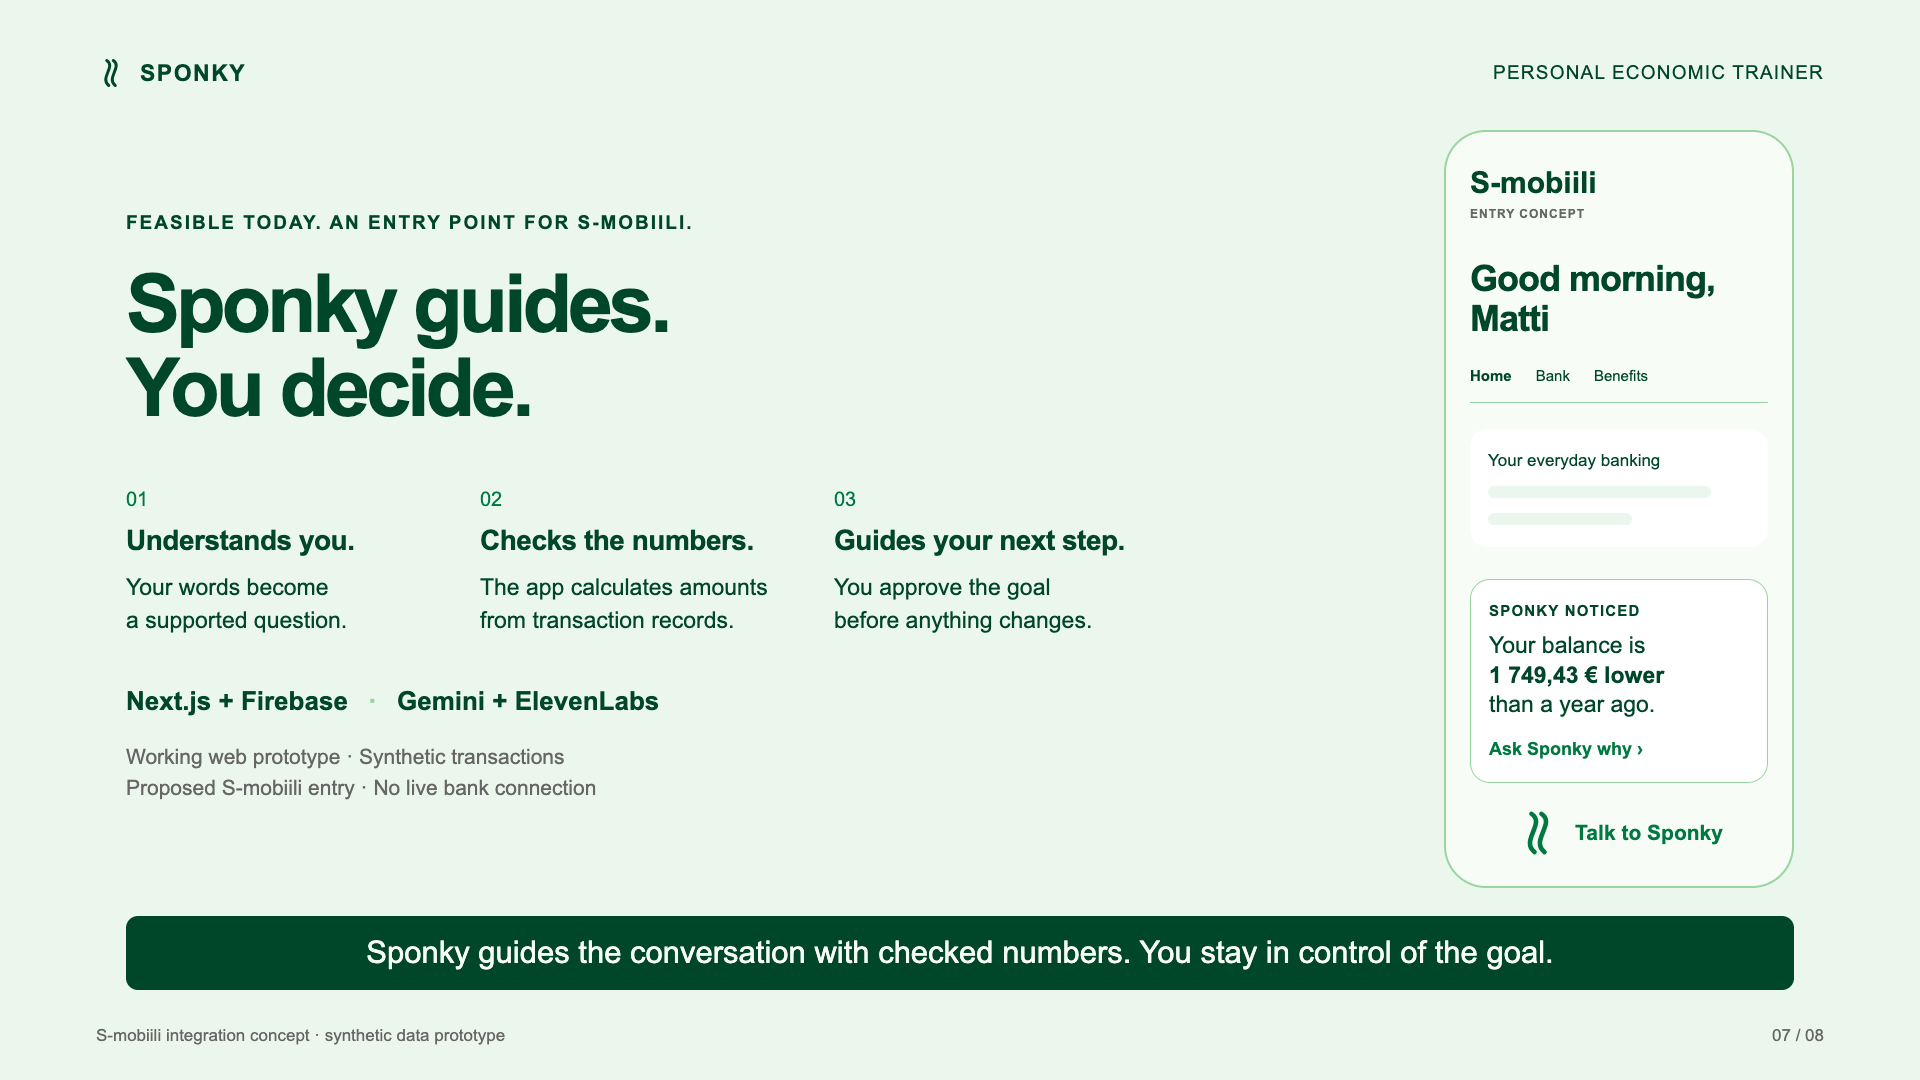 SPONKY
PERSONAL ECONOMIC TRAINER
FEASIBLE TODAY. AN ENTRY POINT FOR S-MOBIILI.
Sponky guides.
You decide.
01
Understands you.
Your words become
a supported question.
02
Checks the numbers.
The app calculates amounts
from transaction records.
03
Guides your next step.
You approve the goal
before anything changes.
Next.js + Firebase · Gemini + ElevenLabs
Working web prototype · Synthetic transactions
Proposed S-mobiili entry · No live bank connection
S-mobiili
ENTRY CONCEPT
Good morning,
Matti
Home Bank Benefits
Your everyday banking
SPONKY NOTICED
Your balance is
1 749,43 € lower
than a year ago.
Ask Sponky why ›
Talk to Sponky
Sponky guides the conversation with checked numbers. You stay in control of the goal.
S-mobiili integration concept · synthetic data prototype
07 / 08